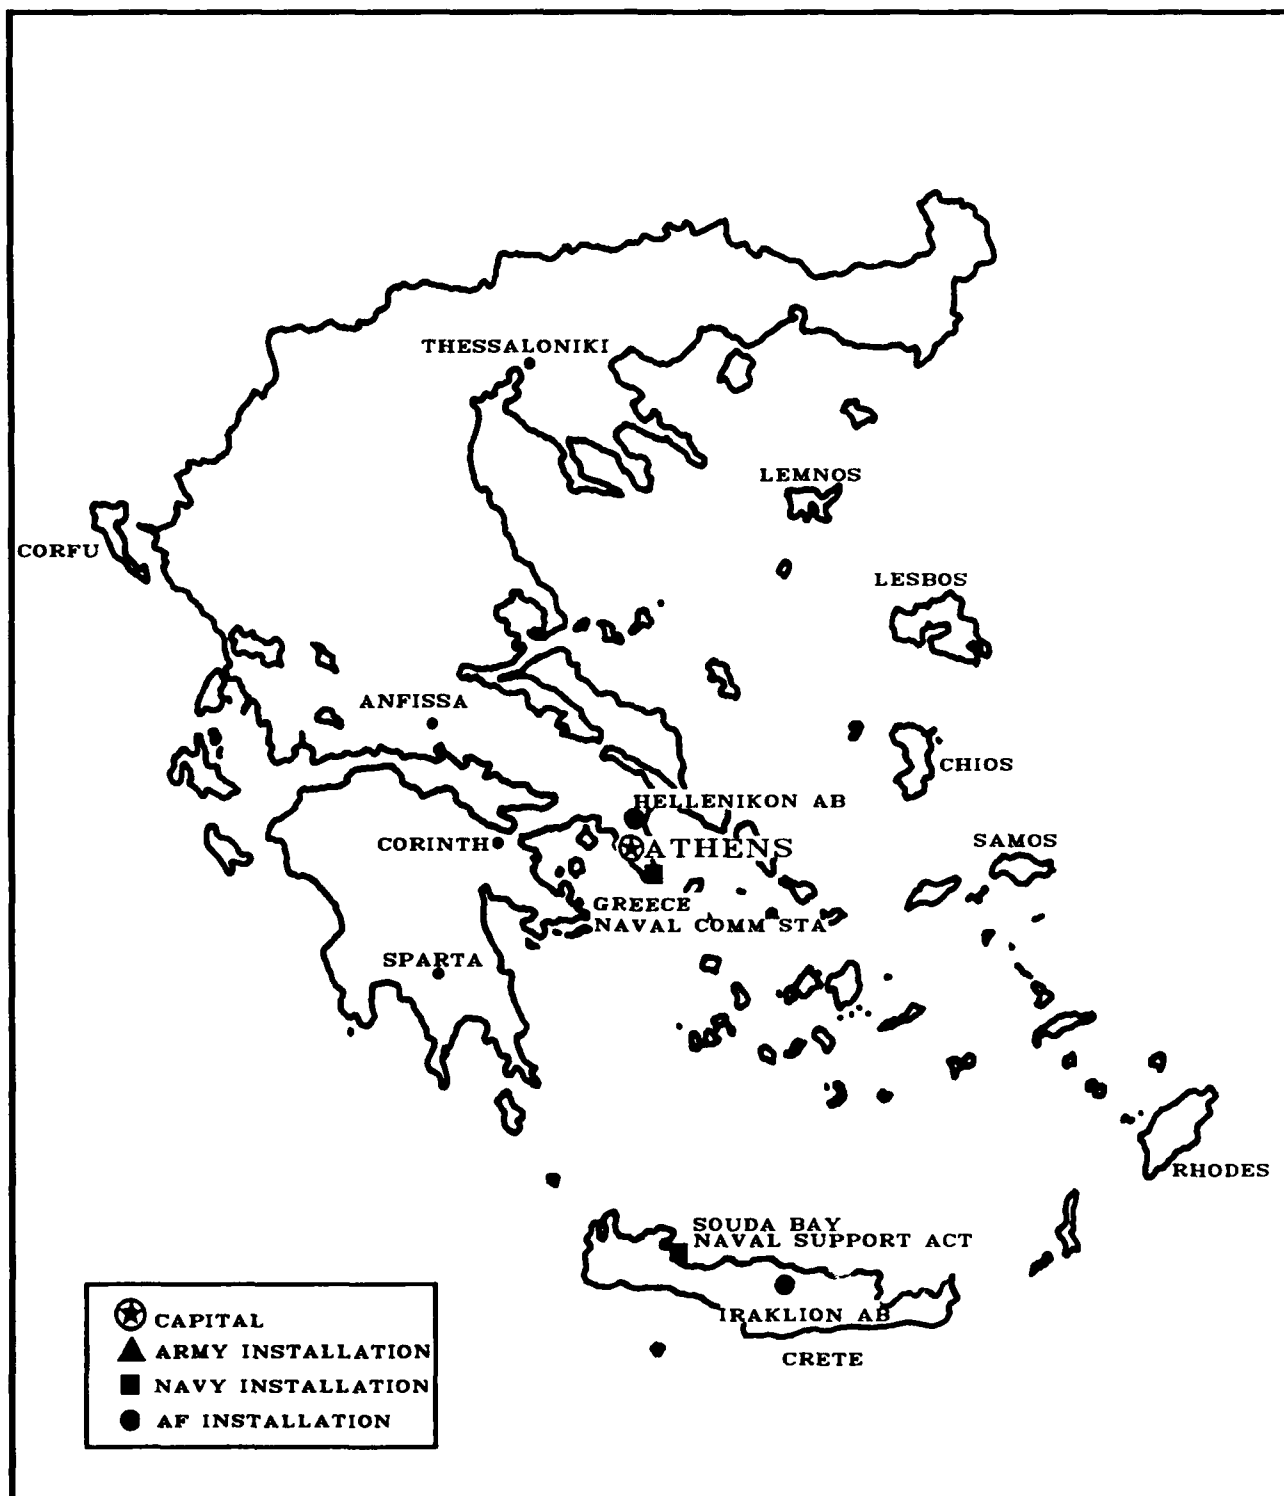 THESSALONIKI
LEMNOS
CORFU
LESBOS
ANFISSA
CHIOS
HELLENIKON AB
SAMOS
CORINTH
ATHENS
GREECE
NAVAL COMM STA
SPARTA
RHODES
SOUDA BAY
NAVAL SUPPORT ACT
IRAKLION AB
CRETE
CAPITAL
ARMY INSTALLATION
NAVY INSTALLATION
AF INSTALLATION